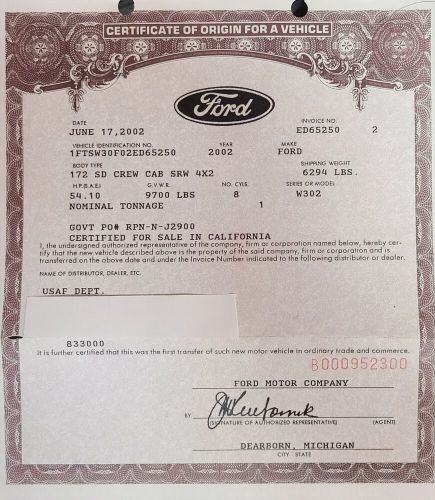 CERTIFICATE OF ORIGIN FOR A VEHICLE
Ford
DATE INVOICE NO.
JUNE 17,2002 ED65250 2
VEHICLE IDENTIFICATION NO. YEAR MAKE
1FTSW30F02ED65250 2002 FORD
BODY TYPE SHIPPING WEIGHT
172 SD CREW CAB SRW 4X2 6294 LBS.
H.P.(S.A.E) G.V.W.R. NO. CYLS. SERIES OR MODEL
54.10 9700 LBS 8 W302
NOMINAL TONNAGE 1
GOVT PO# RPN-N-J2900
CERTIFIED FOR SALE IN CALIFORNIA
I, the undersigned authorized representative of the company, firm or corporation named below, hereby cer-
tify that the new vehicle described above is the property of the said company, firm or corporation and is
transferred on the above date and under the Invoice Number indicated to the following distributor or dealer.
NAME OF DISTRIBUTOR, DEALER, ETC.
USAF DEPT.
833000
It is further certified that this was the first transfer of such new motor vehicle in ordinary trade and commerce.
B000952300
FORD MOTOR COMPANY
BY
(SIGNATURE OF AUTHORIZED REPRESENTATIVE) (AGENT)
DEARBORN, MICHIGAN
CITY - STATE